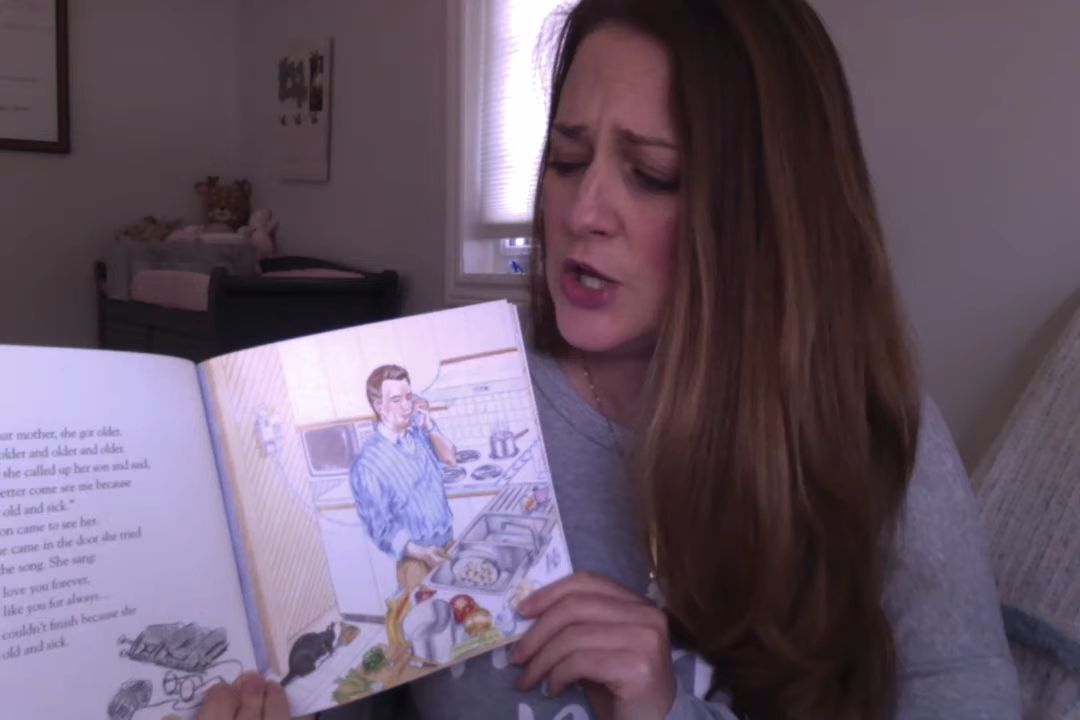 at mother, she got older.
older and older and older.
she called up her son and said,
etter come see me because
old and sick."
on came to see her.
e came in the door she tried
he song. She sang:
love you forever,
like you for always...
couldn't finish because she
old and sick.